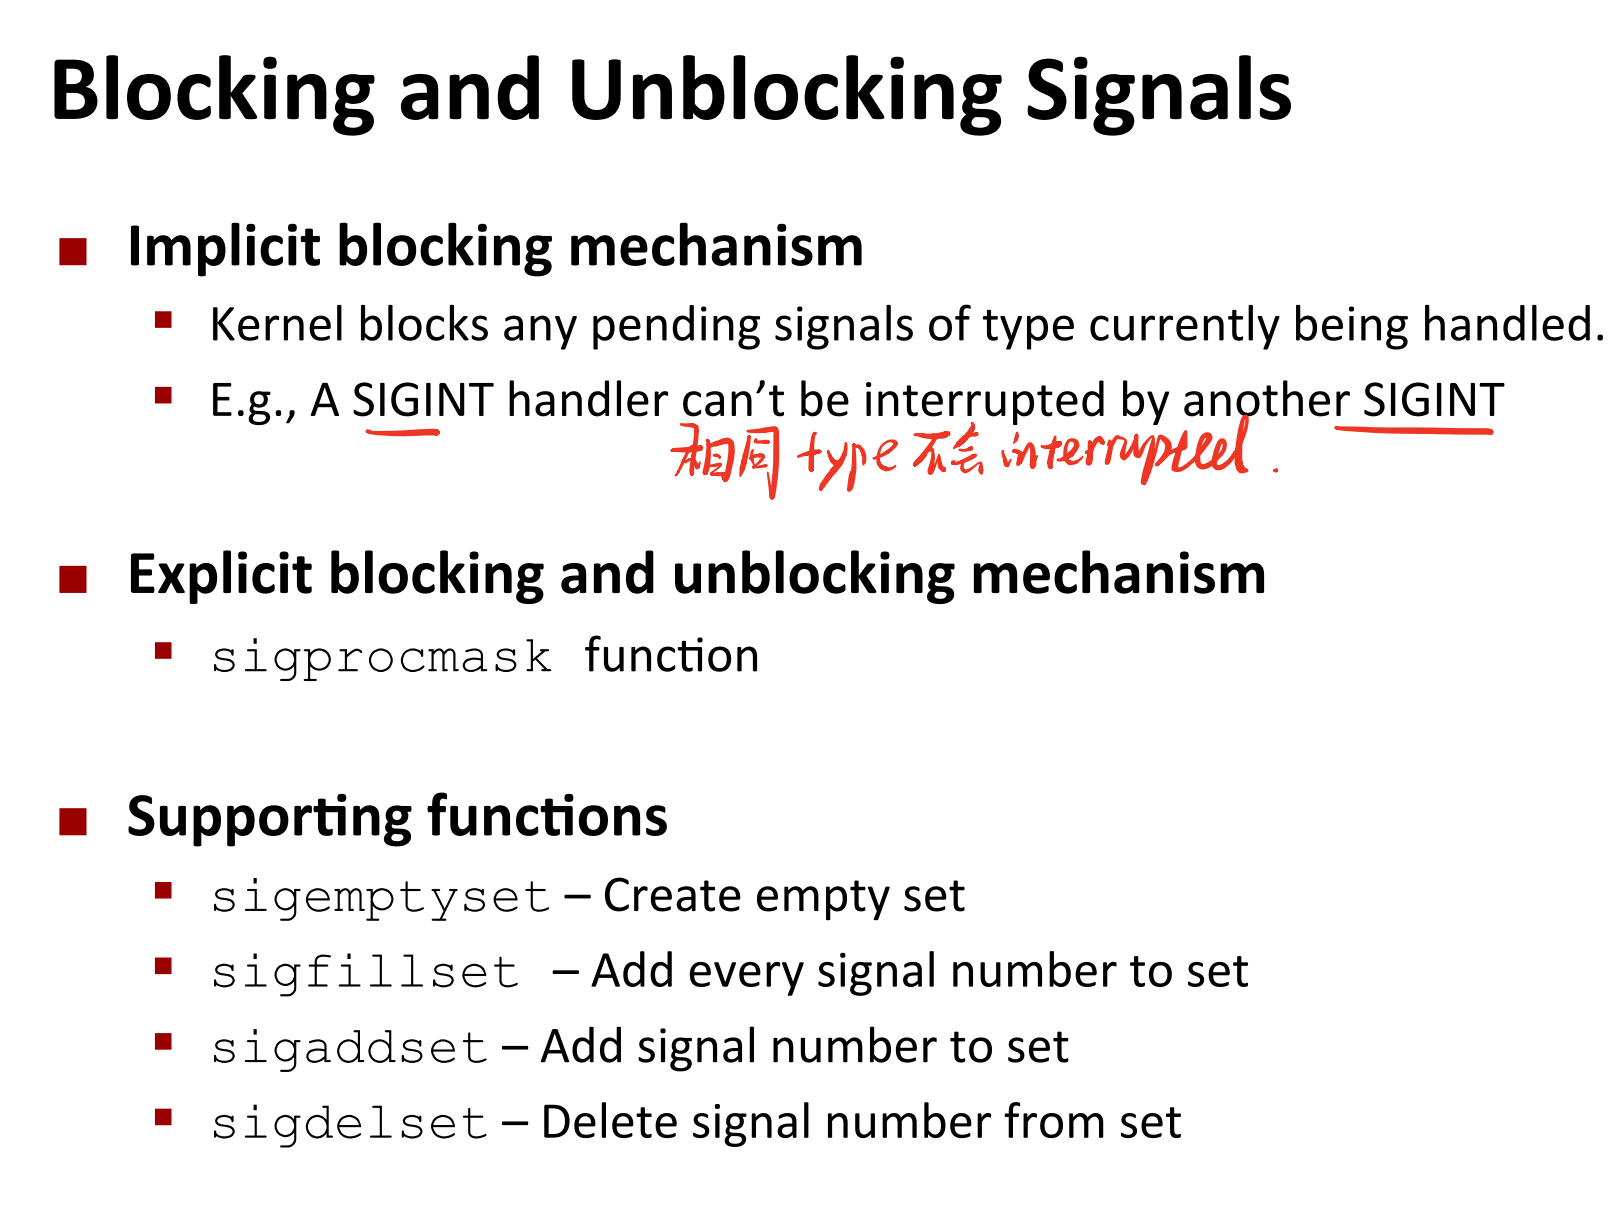 Blocking and Unblocking Signals
Implicit blocking mechanism
Kernel blocks any pending signals of type currently being handled.
E.g., A SIGINT handler can’t be interrupted by another SIGINT
相同 type 不会 interrupted.
Explicit blocking and unblocking mechanism
sigprocmask function
Supporting functions
sigemptyset – Create empty set
sigfillset – Add every signal number to set
sigaddset – Add signal number to set
sigdelset – Delete signal number from set